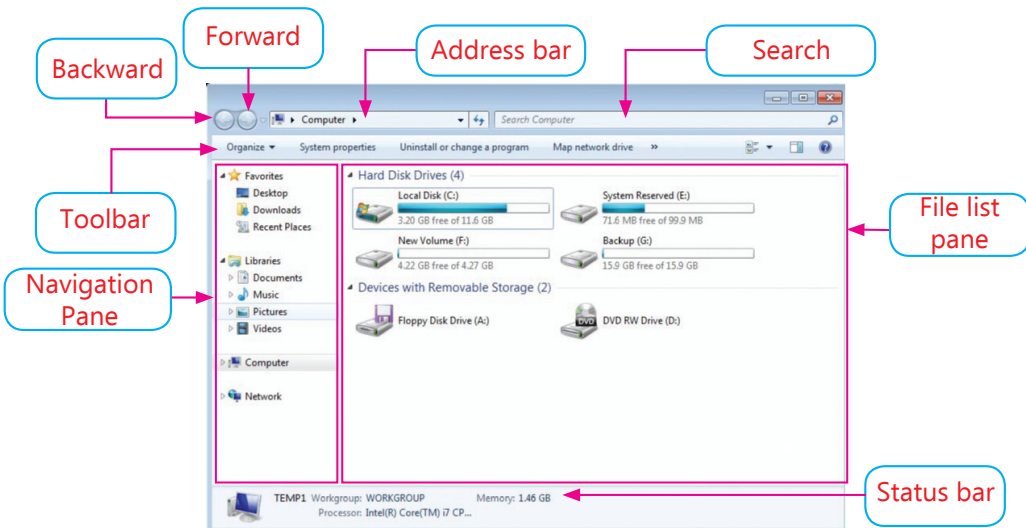 Forward
Address bar
Search
Backward
Computer
Search Computer
Organize System properties Uninstall or change a program Map network drive »
Toolbar
Navigation
Pane
Favorites
Desktop
Downloads
Recent Places
Libraries
Documents
Music
Pictures
Videos
Computer
Network
Hard Disk Drives (4)
Local Disk (C:)
3.20 GB free of 11.6 GB
System Reserved (E:)
71.6 MB free of 99.9 MB
New Volume (F:)
4.22 GB free of 4.27 GB
Backup (G:)
15.9 GB free of 15.9 GB
Devices with Removable Storage (2)
Floppy Disk Drive (A:)
DVD
DVD RW Drive (D:)
File list
pane
TEMP1 Workgroup: WORKGROUP Memory: 1.46 GB
Processor: Intel(R) Core(TM) i7 CP...
Status bar